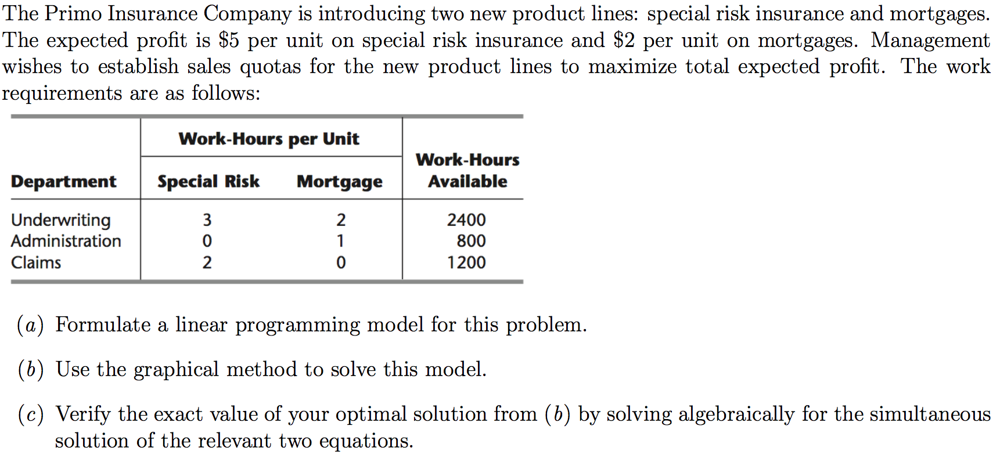 The Primo Insurance Company is introducing two new product lines: special risk insurance and mortgages.
The expected profit is $5 per unit on special risk insurance and $2 per unit on mortgages. Management
wishes to establish sales quotas for the new product lines to maximize total expected profit. The work
requirements are as follows:
Work-Hours per Unit
Work-Hours
Department Special Risk Mortgage Available
Underwriting 3 2 2400
Administration 0 1 800
Claims 2 0 1200
(a) Formulate a linear programming model for this problem.
(b) Use the graphical method to solve this model.
(c) Verify the exact value of your optimal solution from (b) by solving algebraically for the simultaneous
solution of the relevant two equations.